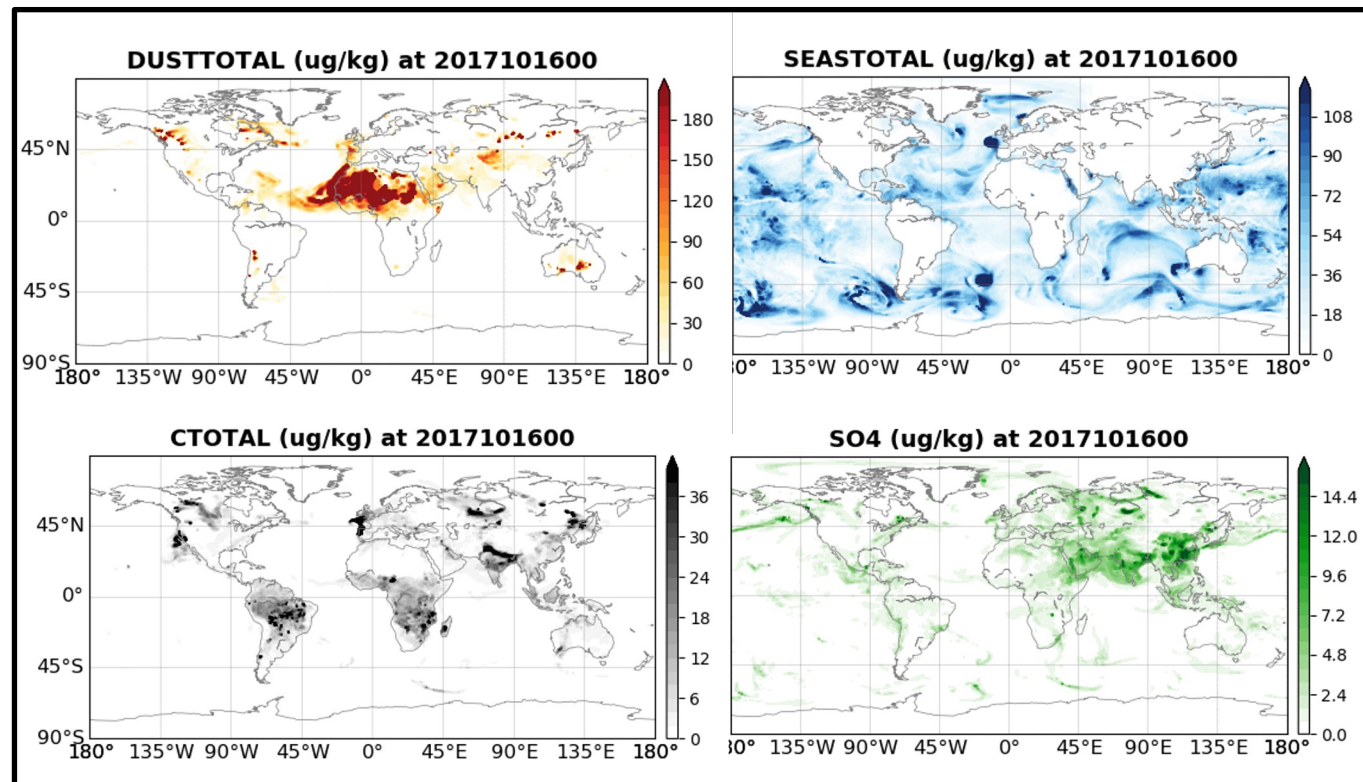 DUSTTOTAL (ug/kg) at 2017101600
45°N
0°
45°S
90°S
180° 135°W 90°W 45°W 0° 45°E 90°E 135°E 180°
180
150
120
90
60
30
0
SEASTOTAL (ug/kg) at 2017101600
80° 135°W 90°W 45°W 0° 45°E 90°E 135°E 180°
108
90
72
54
36
18
0
CTOTAL (ug/kg) at 2017101600
45°N
0°
45°S
90°S
180° 135°W 90°W 45°W 0° 45°E 90°E 135°E 180°
36
30
24
18
12
6
0
SO4 (ug/kg) at 2017101600
80° 135°W 90°W 45°W 0° 45°E 90°E 135°E 180°
14.4
12.0
9.6
7.2
4.8
2.4
0.0